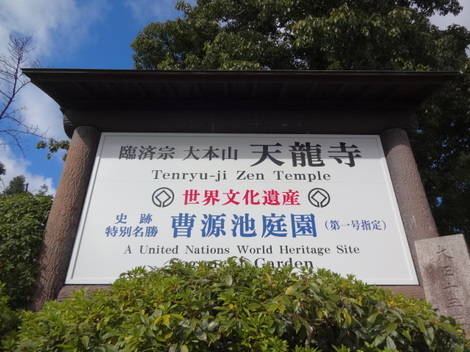 臨済宗 大本山 天龍寺
Tenryu-ji Zen Temple
世界文化遺産
史跡
特別名勝 曹源池庭園 (第一号指定)
A United Nations World Heritage Site
Garden